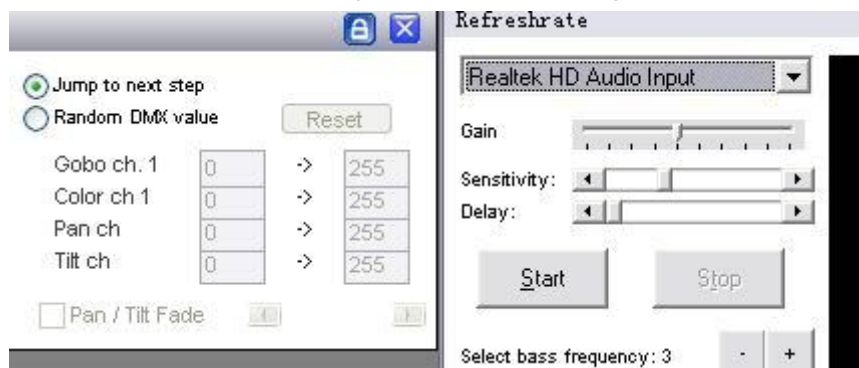 Jump to next step
Random DMX value
Reset
Gobo ch. 1 0 -> 255
Color ch 1 0 -> 255
Pan ch 0 -> 255
Tilt ch 0 -> 255
Pan / Tilt Fade
Refreshrate
Realtek HD Audio Input
Gain
Sensitivity:
Delay:
Start Stop
Select bass frequency: 3 - +